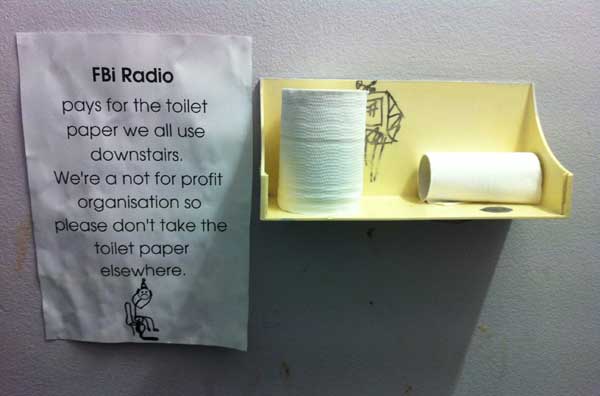 FBi Radio
pays for the toilet
paper we all use
downstairs.
We're a not for profit
organisation so
please don't take the
toilet paper
elsewhere.